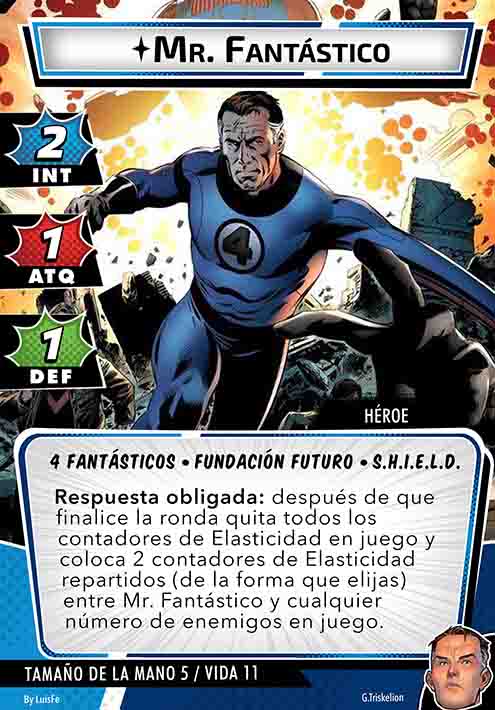 MR. FANTÁSTICO
2
INT
1
ATQ
1
DEF
4
HÉROE
4 FANTÁSTICOS • FUNDACIÓN FUTURO • S.H.I.E.L.D.
Respuesta obligada: después de que
finalice la ronda quita todos los
contadores de Elasticidad en juego y
coloca 2 contadores de Elasticidad
repartidos (de la forma que elijas)
entre Mr. Fantástico y cualquier
número de enemigos en juego.
TAMAÑO DE LA MANO 5 / VIDA 11
By LuisFe
G.Triskelion